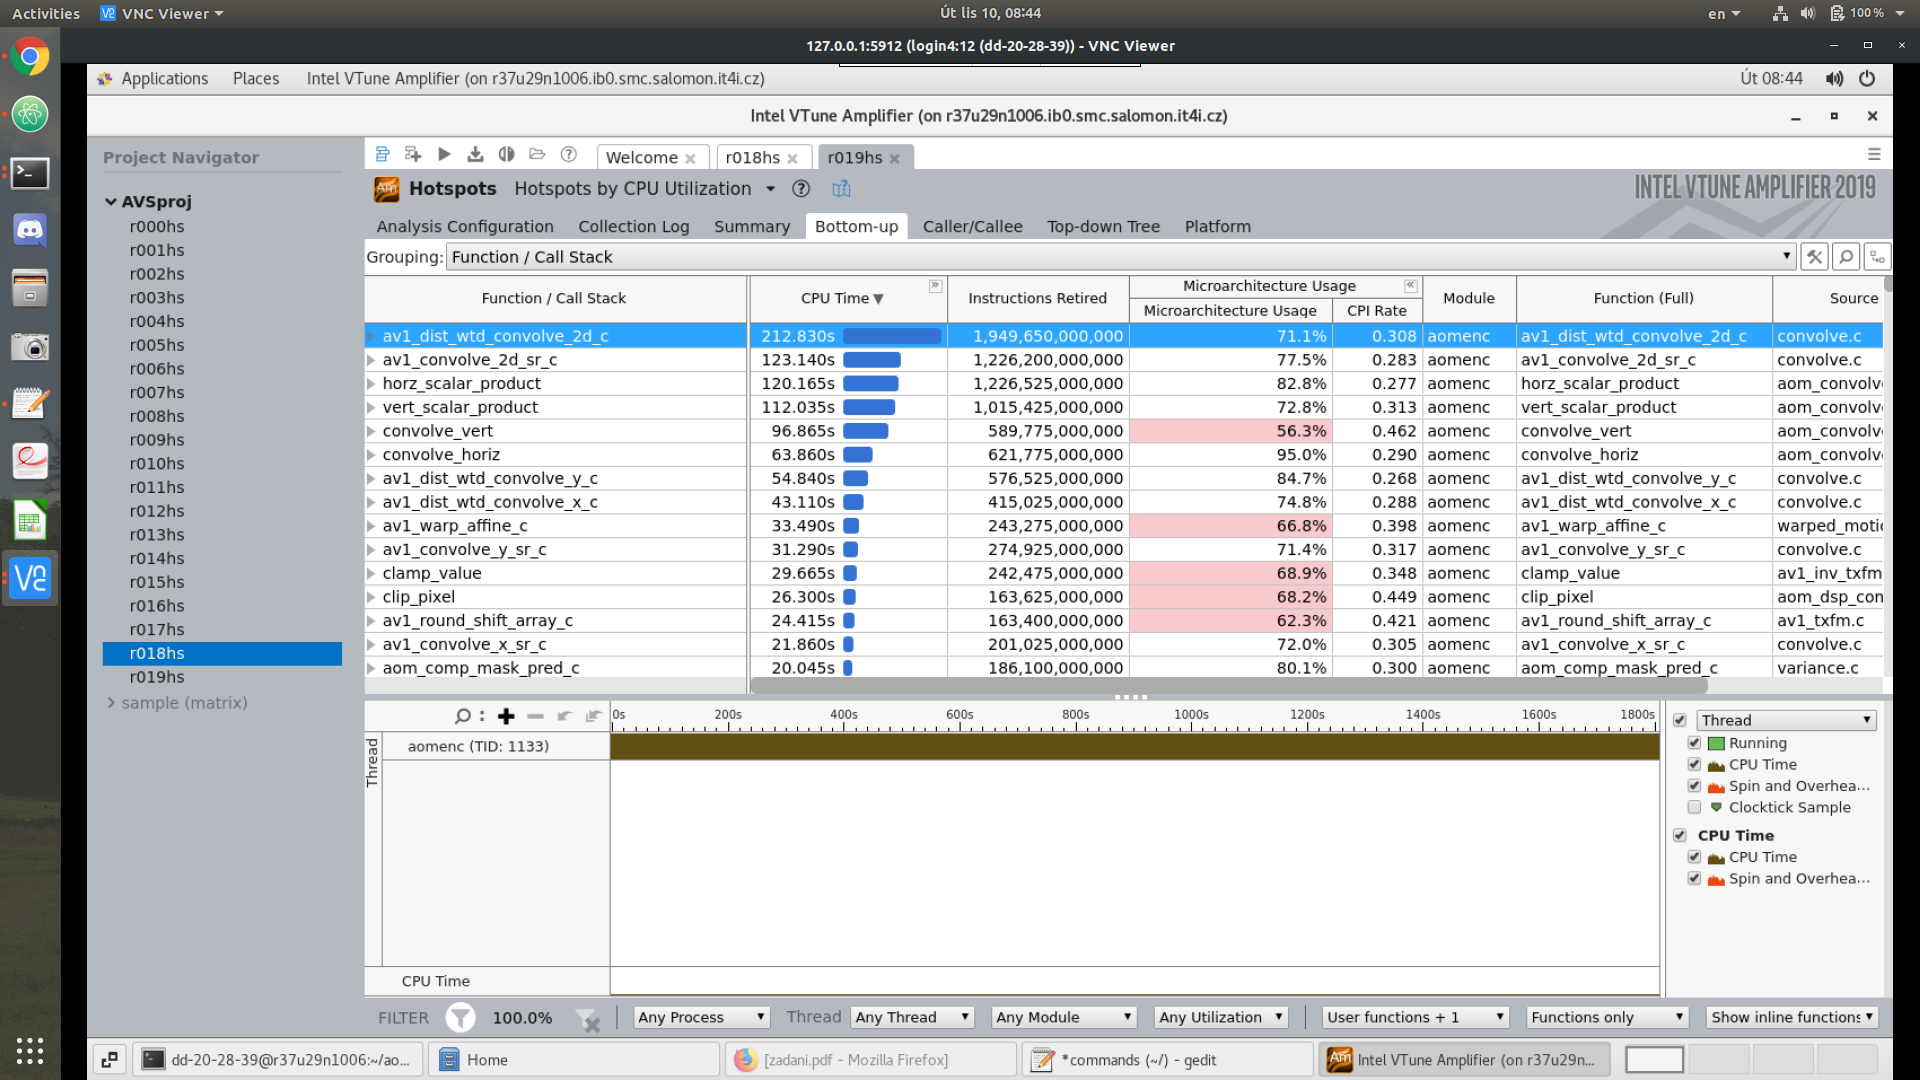 Activities VNC Viewer Út lis 10, 08:44 en 100 %
127.0.0.1:5912 (login4:12 (dd-20-28-39)) - VNC Viewer
Applications Places Intel VTune Amplifier (on r37u29n1006.ib0.smc.salomon.it4i.cz) Út 08:44
Intel VTune Amplifier (on r37u29n1006.ib0.smc.salomon.it4i.cz)
Project Navigator
AVSproj
r000hs
r001hs
r002hs
r003hs
r004hs
r005hs
r006hs
r007hs
r008hs
r009hs
r010hs
r011hs
r012hs
r013hs
r014hs
r015hs
r016hs
r017hs
r018hs
r019hs
sample (matrix)
Welcome r018hs r019hs
Hotspots Hotspots by CPU Utilization INTEL VTUNE AMPLIFIER 2019
Analysis Configuration Collection Log Summary Bottom-up Caller/Callee Top-down Tree Platform
Grouping: Function / Call Stack
Microarchitecture Usage
Function / Call Stack CPU Time Instructions Retired Module Function (Full) Source
Microarchitecture Usage CPI Rate
av1_dist_wtd_convolve_2d_c 212.830s 1,949,650,000,000 71.1% 0.308 aomenc av1_dist_wtd_convolve_2d_c convolve.c
av1_convolve_2d_sr_c 123.140s 1,226,200,000,000 77.5% 0.283 aomenc av1_convolve_2d_sr_c convolve.c
horz_scalar_product 120.165s 1,226,525,000,000 82.8% 0.277 aomenc horz_scalar_product aom_convolv
vert_scalar_product 112.035s 1,015,425,000,000 72.8% 0.313 aomenc vert_scalar_product aom_convolv
convolve_vert 96.865s 589,775,000,000 56.3% 0.462 aomenc convolve_vert aom_convolv
convolve_horiz 63.860s 621,775,000,000 95.0% 0.290 aomenc convolve_horiz aom_convolv
av1_dist_wtd_convolve_y_c 54.840s 576,525,000,000 84.7% 0.268 aomenc av1_dist_wtd_convolve_y_c convolve.c
av1_dist_wtd_convolve_x_c 43.110s 415,025,000,000 74.8% 0.288 aomenc av1_dist_wtd_convolve_x_c convolve.c
av1_warp_affine_c 33.490s 243,275,000,000 66.8% 0.398 aomenc av1_warp_affine_c warped_motio
av1_convolve_y_sr_c 31.290s 274,925,000,000 71.4% 0.317 aomenc av1_convolve_y_sr_c convolve.c
clamp_value 29.665s 242,475,000,000 68.9% 0.348 aomenc clamp_value av1_inv_txfm
clip_pixel 26.300s 163,625,000,000 68.2% 0.449 aomenc clip_pixel aom_dsp_con
av1_round_shift_array_c 24.415s 163,400,000,000 62.3% 0.421 aomenc av1_round_shift_array_c av1_txfm.c
av1_convolve_x_sr_c 21.860s 201,025,000,000 72.0% 0.305 aomenc av1_convolve_x_sr_c convolve.c
aom_comp_mask_pred_c 20.045s 186,100,000,000 80.1% 0.300 aomenc aom_comp_mask_pred_c variance.c
0s 200s 400s 600s 800s 1000s 1200s 1400s 1600s 1800s
Thread
aomenc (TID: 1133)
CPU Time
Thread
Running
CPU Time
Spin and Overhea...
Clocktick Sample
CPU Time
CPU Time
Spin and Overhea...
FILTER 100.0% Any Process Thread Any Thread Any Module Any Utilization User functions + 1 Functions only Show inline functions
dd-20-28-39@r37u29n1006:~/ao... Home [zadani.pdf - Mozilla Firefox] *commands (~/) - gedit Intel VTune Amplifier (on r37u29n...